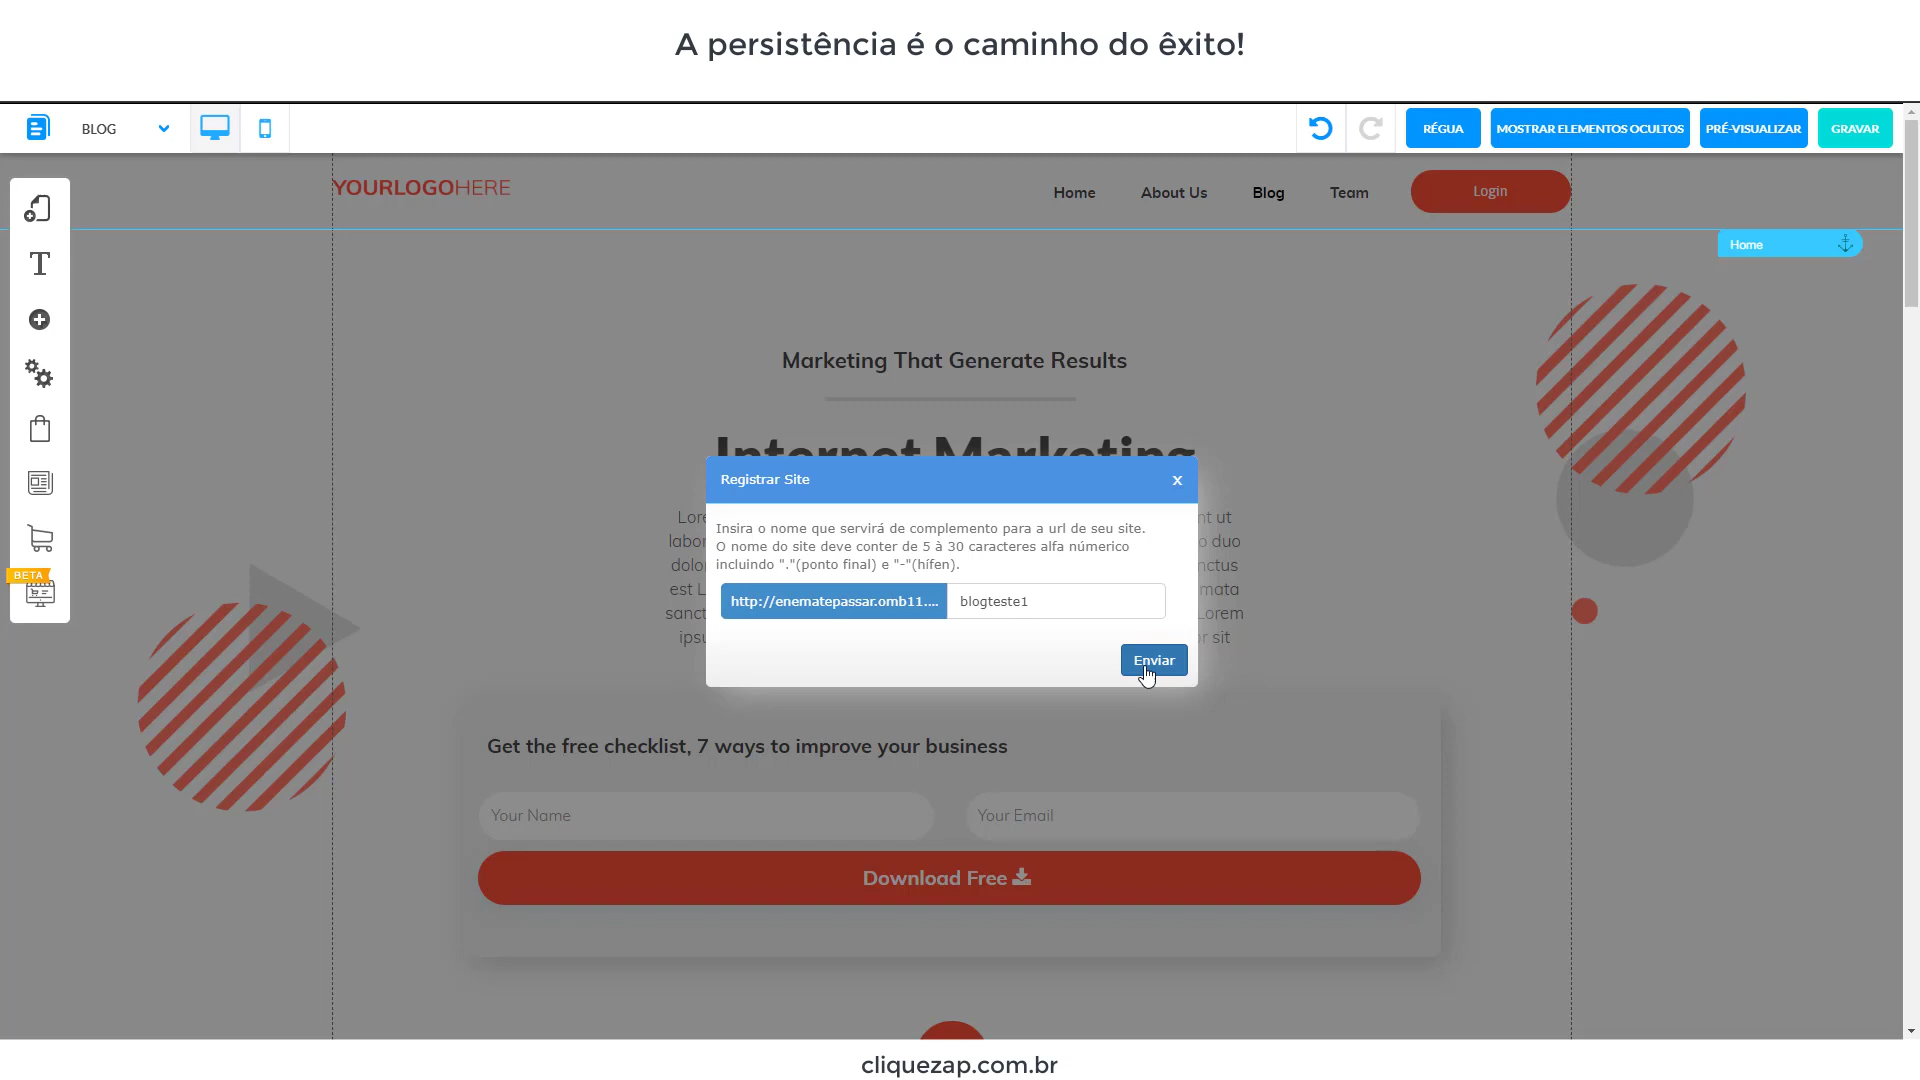 A persistência é o caminho do êxito!
BLOG
RÉGUA
MOSTRAR ELEMENTOS OCULTOS
PRÉ-VISUALIZAR
GRAVAR
YOURLOGOHERE
Home
About Us
Blog
Team
Login
Home
Marketing That Generate Results
Internet Marketing
Registrar Site
x
Insira o nome que servirá de complemento para a url de seu site.
O nome do site deve conter de 5 à 30 caracteres alfa númerico
incluindo "."(ponto final) e "-"(hífen).
http://enematepassar.omb11....
blogteste1
Enviar
BETA
Get the free checklist, 7 ways to improve your business
Your Name
Your Email
Download Free
cliquezap.com.br